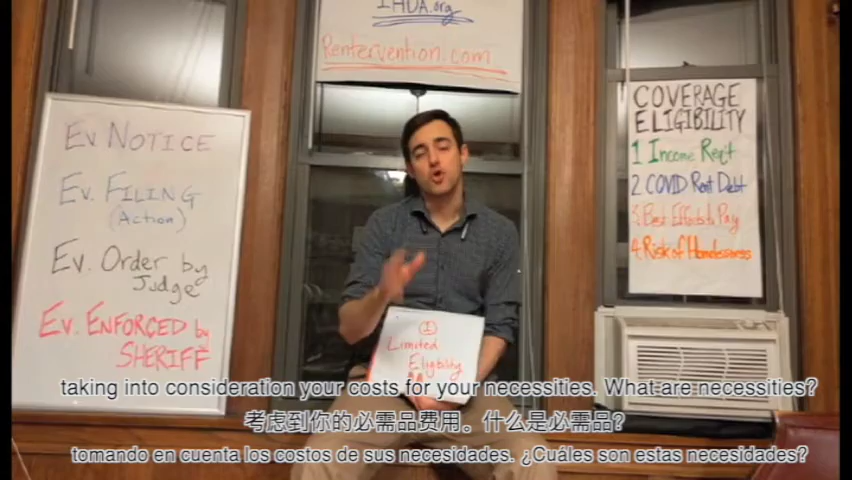 IHDA.org
Rentervention.com
Ev NOTICE
Ev. FILING
(Action)
Ev. Order by
Judge
Ev. ENFORCED by
SHERIFF
COVERAGE
ELIGIBILITY
1 Income Req't
2 COVID Rent Debt
3. Best Efforts to Pay
4. Risk of Homelessness
①
Limited
Eligibility
taking into consideration your costs for your necessities. What are necessities?
考虑到你的必需品费用。什么是必需品?
tomando en cuenta los costos de sus necesidades. ¿Cuáles son estas necesidades?